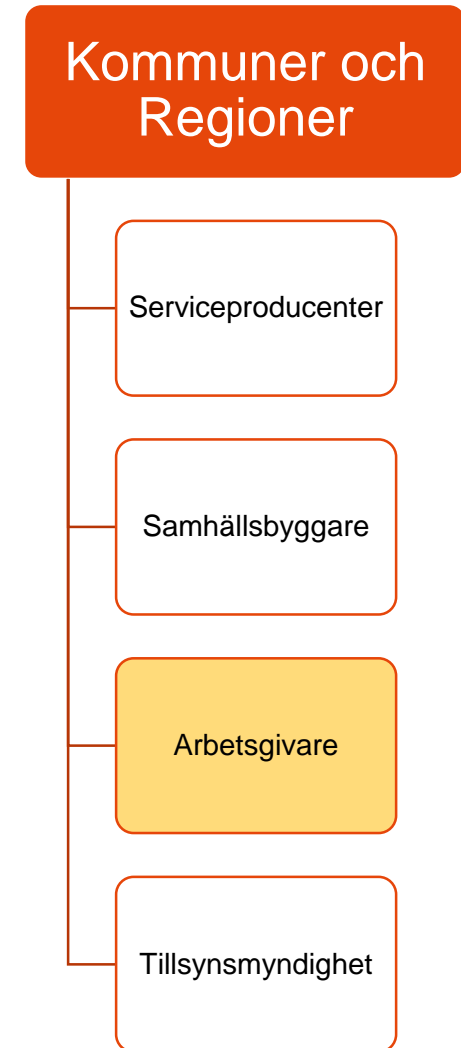 Kommuner och
Regioner
Serviceproducenter
Samhällsbyggare
Arbetsgivare
Tillsynsmyndighet